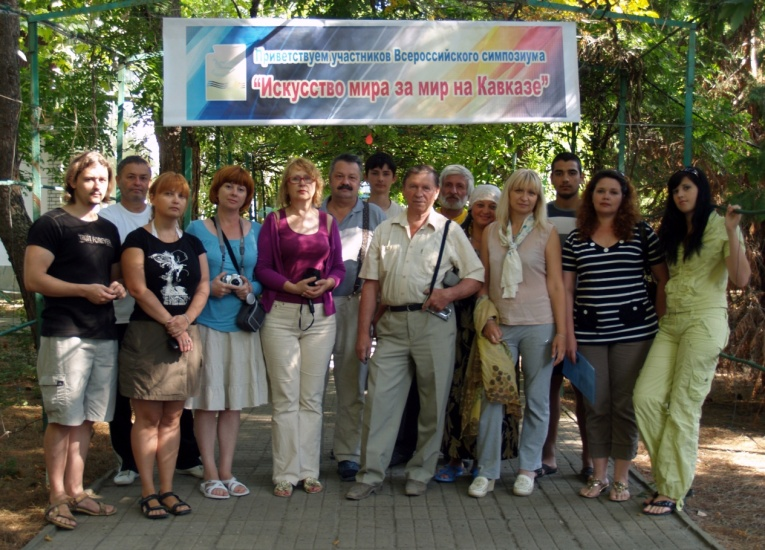 Приветствуем участников Всероссийского симпозиума
"Искусство мира за мир на Кавказе"